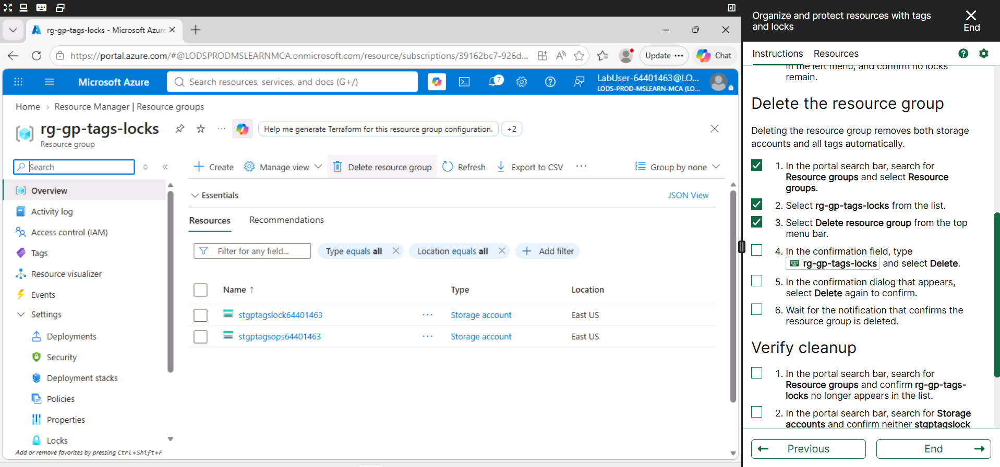 rg-gp-tags-locks - Microsoft Azure
https://portal.azure.com/#@LODSPRODMSLEARNMCA.onmicrosoft.com/resource/subscriptions/39162bc7-926d...
Update
Chat
Microsoft Azure
Search resources, services, and docs (G+/)
7
LabUser-64401463@LO...
LODS-PROD-MSLEARN-MCA (LO...
Home > Resource Manager | Resource groups
rg-gp-tags-locks
Resource group
Help me generate Terraform for this resource group configuration.
+2
Search
Create
Manage view
Delete resource group
Refresh
Export to CSV
Group by none
Overview
Activity log
Access control (IAM)
Tags
Resource visualizer
Events
Settings
Deployments
Security
Deployment stacks
Policies
Properties
Locks
Add or remove favorites by pressing Ctrl+Shift+F
Essentials
JSON View
Resources
Recommendations
Filter for any field...
Type equals all
Location equals all
Add filter
Name ↑
Type
Location
stgptagslock64401463
Storage account
East US
stgptagsops64401463
Storage account
East US
Organize and protect resources with tags
and locks
End
Instructions
Resources
in the left menu, and confirm no locks
remain.
Delete the resource group
Deleting the resource group removes both storage
accounts and all tags automatically.
1. In the portal search bar, search for
Resource groups and select Resource
groups.
2. Select rg-gp-tags-locks from the list.
3. Select Delete resource group from the top
menu bar.
4. In the confirmation field, type
rg-gp-tags-locks and select Delete.
5. In the confirmation dialog that appears,
select Delete again to confirm.
6. Wait for the notification that confirms the
resource group is deleted.
Verify cleanup
1. In the portal search bar, search for
Resource groups and confirm rg-gp-tags-
locks no longer appears in the list.
2. In the portal search bar, search for Storage
accounts and confirm neither stgptagslock
Previous
End